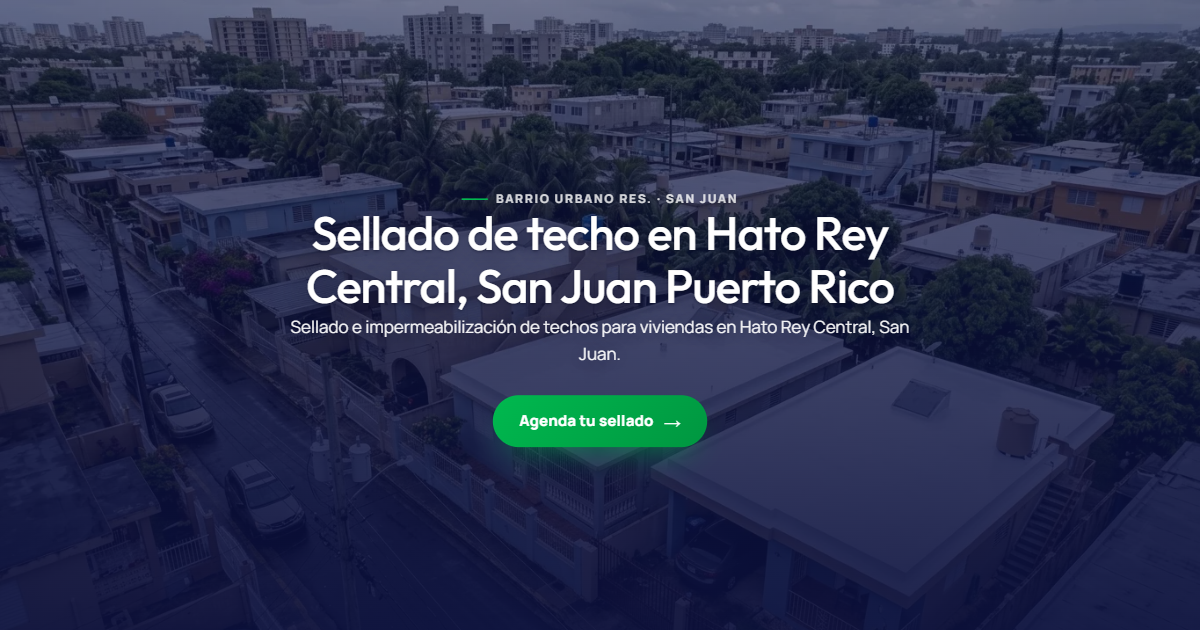 BARRIO URBANO RES. · SAN JUAN
Sellado de techo en Hato Rey
Central, San Juan Puerto Rico
Sellado e impermeabilización de techos para viviendas en Hato Rey Central, San
Juan.
Agenda tu sellado →